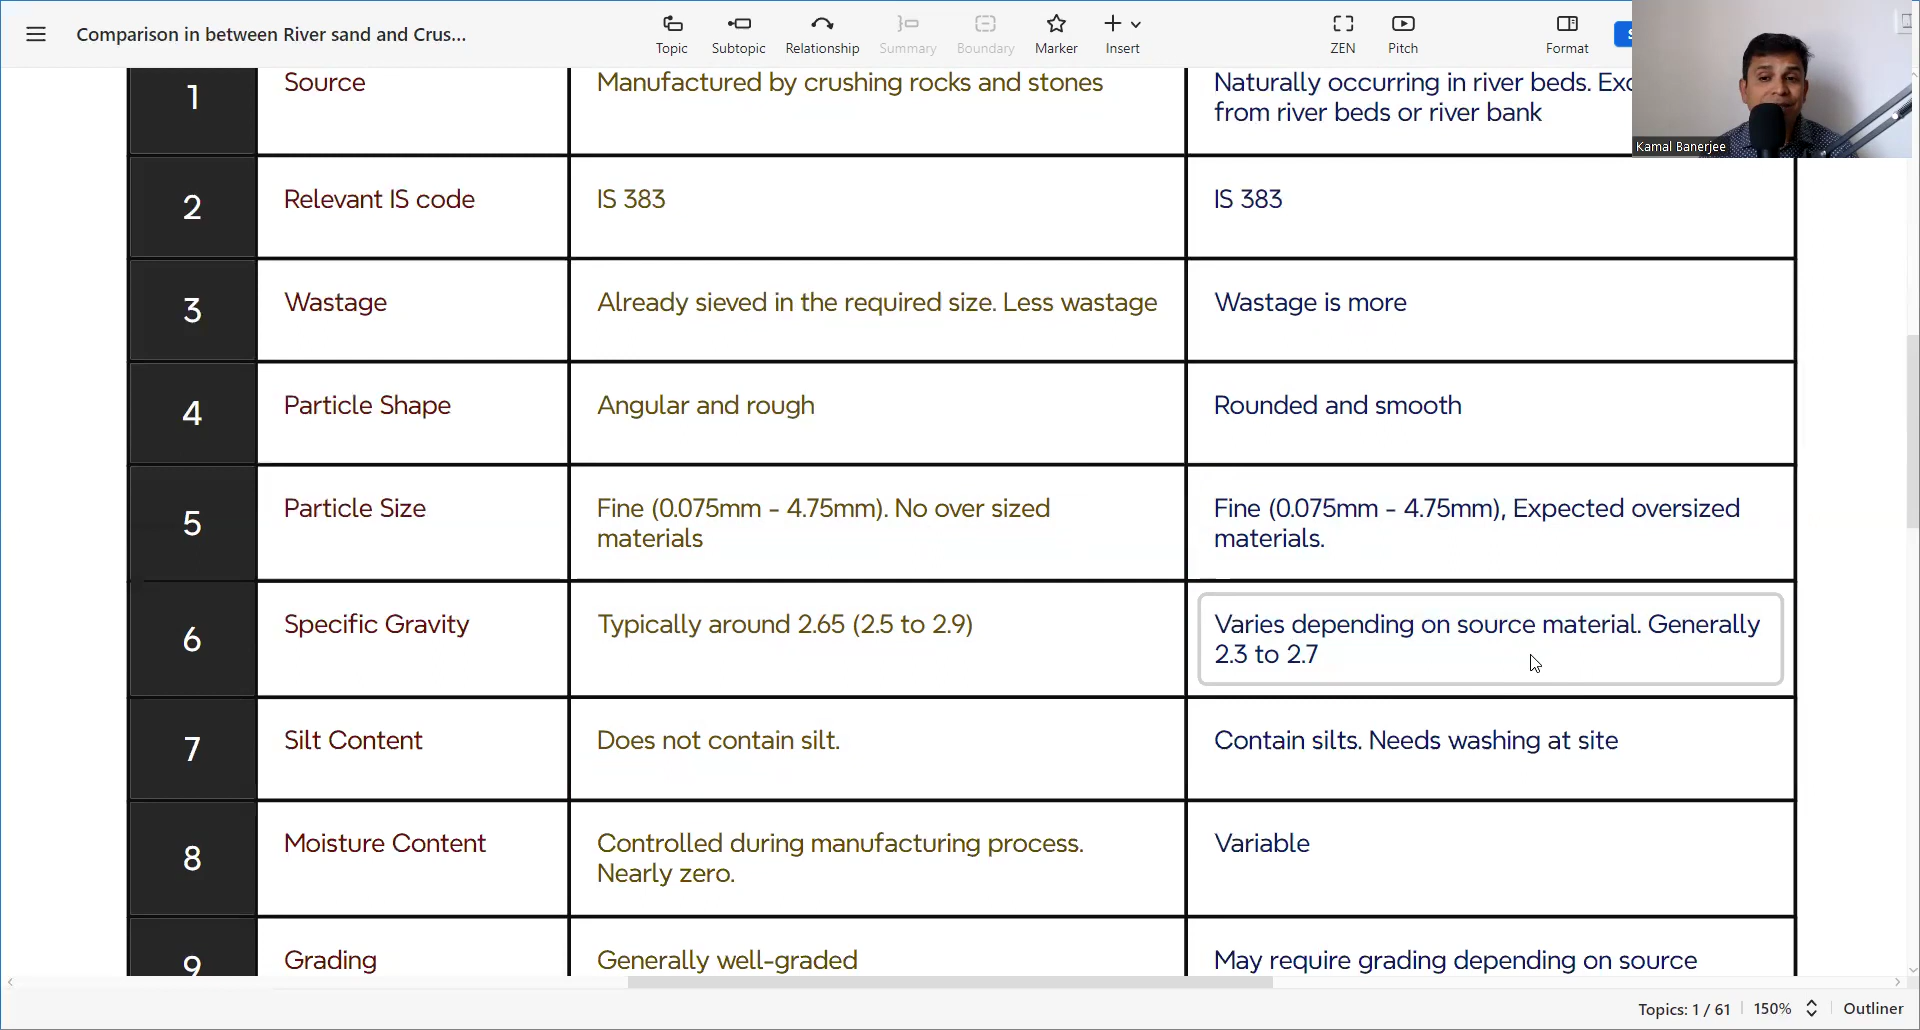 Comparison in between River sand and Crus...
Topic
Subtopic
Relationship
Summary
Boundary
Marker
Insert
ZEN
Pitch
Format
S
Kamal Banerjee
1
Source
Manufactured by crushing rocks and stones
Naturally occurring in river beds. Exc
from river beds or river bank
2
Relevant IS code
IS 383
IS 383
3
Wastage
Already sieved in the required size. Less wastage
Wastage is more
4
Particle Shape
Angular and rough
Rounded and smooth
5
Particle Size
Fine (0.075mm - 4.75mm). No over sized
materials
Fine (0.075mm - 4.75mm), Expected oversized
materials.
6
Specific Gravity
Typically around 2.65 (2.5 to 2.9)
Varies depending on source material. Generally
2.3 to 2.7
7
Silt Content
Does not contain silt.
Contain silts. Needs washing at site
8
Moisture Content
Controlled during manufacturing process.
Nearly zero.
Variable
9
Grading
Generally well-graded
May require grading depending on source
Topics: 1 / 61
150%
Outliner